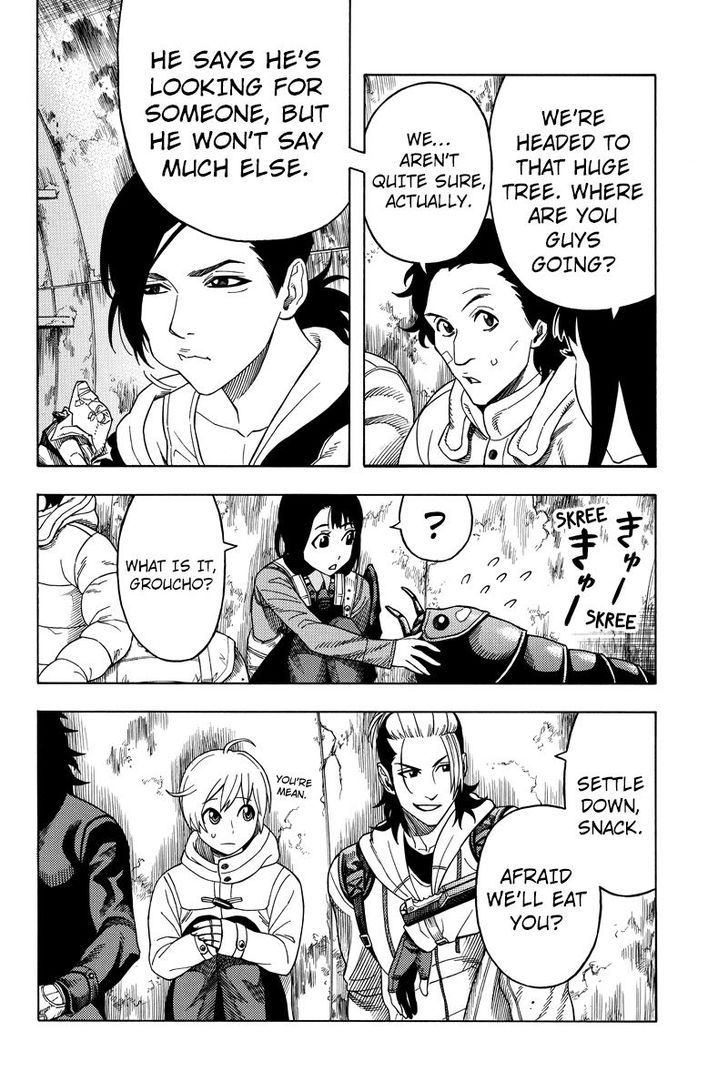 WE'RE
HEADED TO
THAT HUGE
TREE. WHERE
ARE YOU
GUYS
GOING?
WE...
AREN'T
QUITE SURE,
ACTUALLY.
HE SAYS HE'S
LOOKING FOR
SOMEONE, BUT
HE WON'T SAY
MUCH ELSE.
SKREE
きゅー
きゅー
SKREE
?
WHAT IS IT,
GROUCHO?
SETTLE
DOWN,
SNACK.
AFRAID
WE'LL EAT
YOU?
YOU'RE
MEAN.